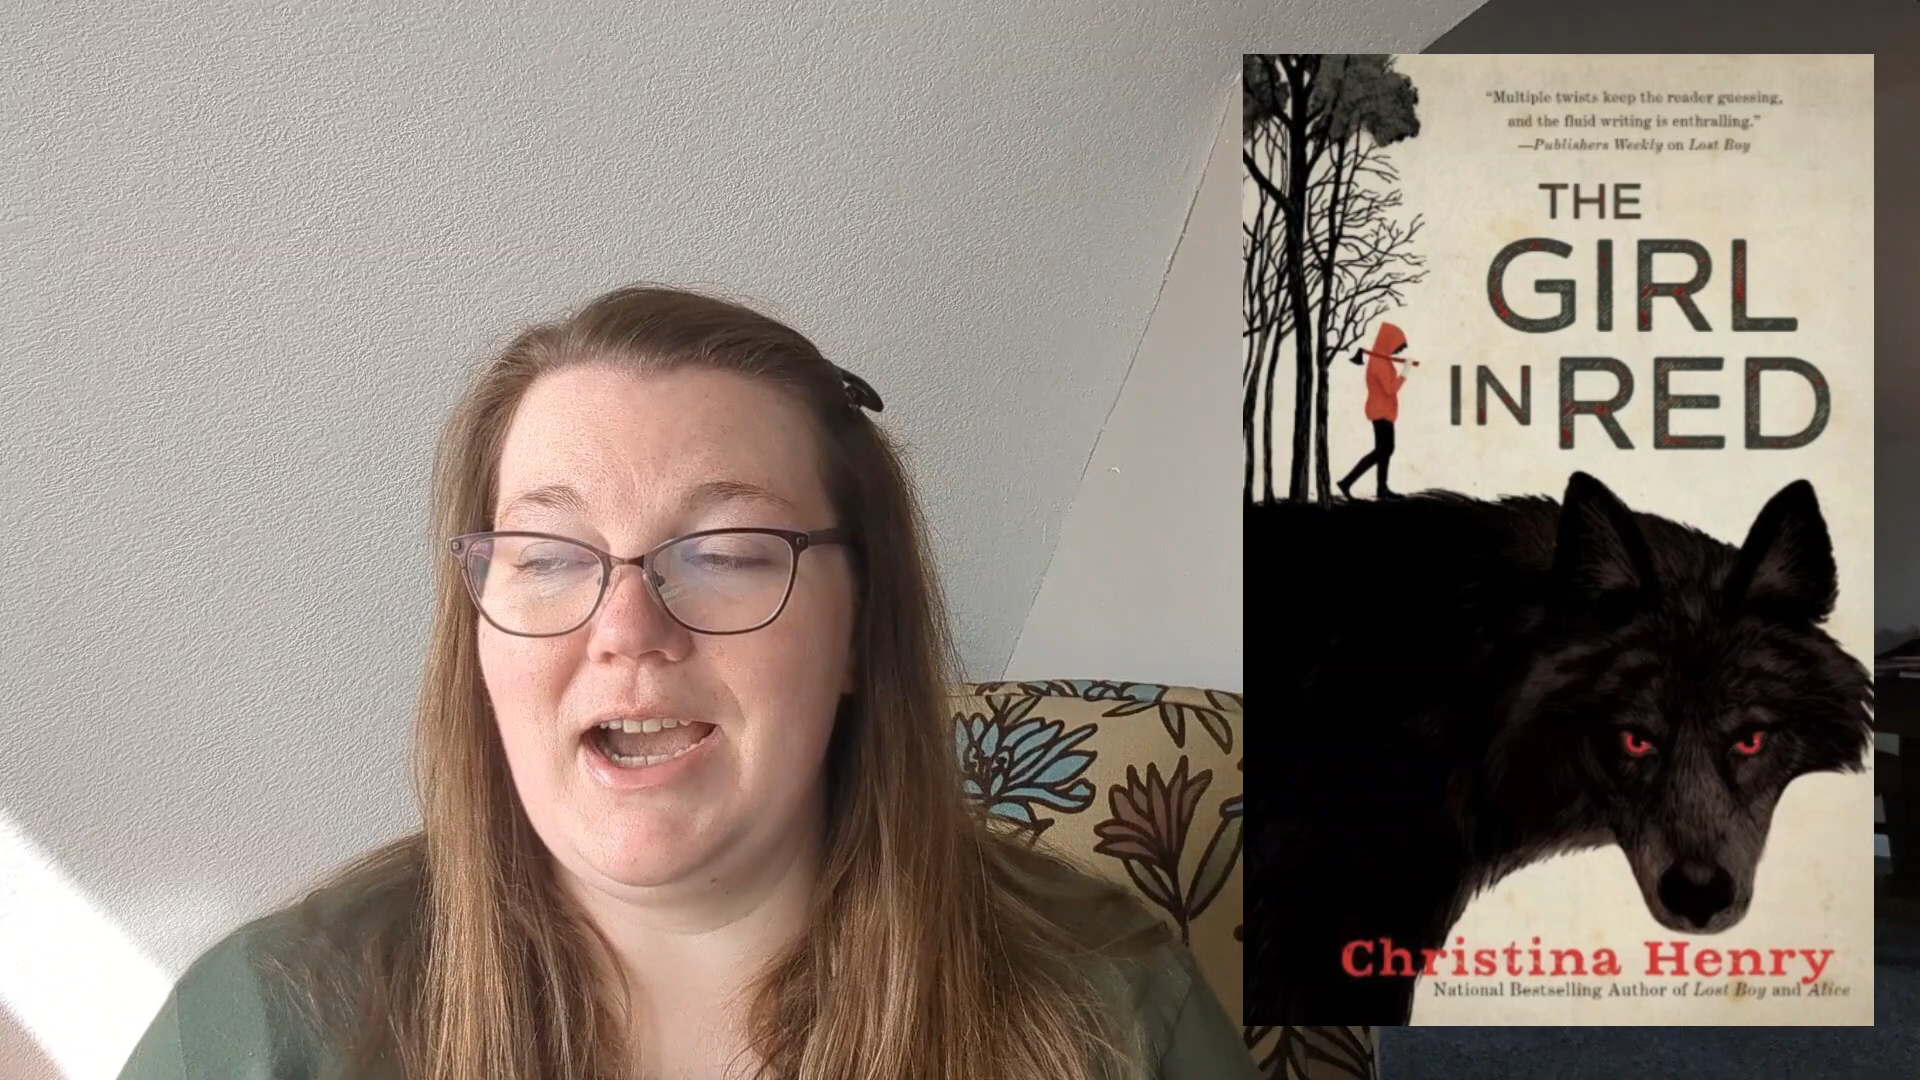 “Multiple twists keep the reader guessing,
and the fluid writing is enthralling.”
—Publishers Weekly on Lost Boy
THE
GIRL
IN RED
Christina Henry
National Bestselling Author of Lost Boy and Alice